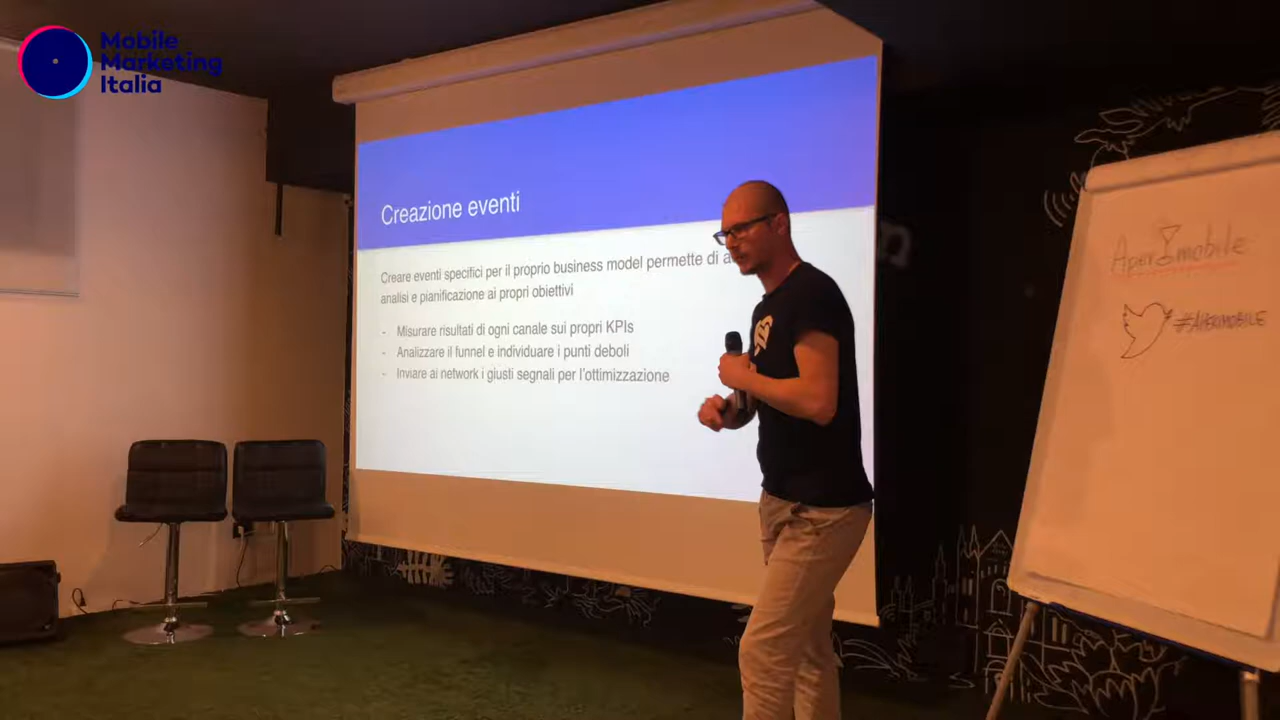 Mobile
Marketing
Italia
Creazione eventi
Creare eventi specifici per il proprio business model permette di
analisi e pianificazione ai propri obiettivi
- Misurare risultati di ogni canale sui propri KPIs
- Analizzare il funnel e individuare i punti deboli
- Inviare ai network i giusti segnali per l'ottimizzazione
Aperimobile
#APERIMOBILE